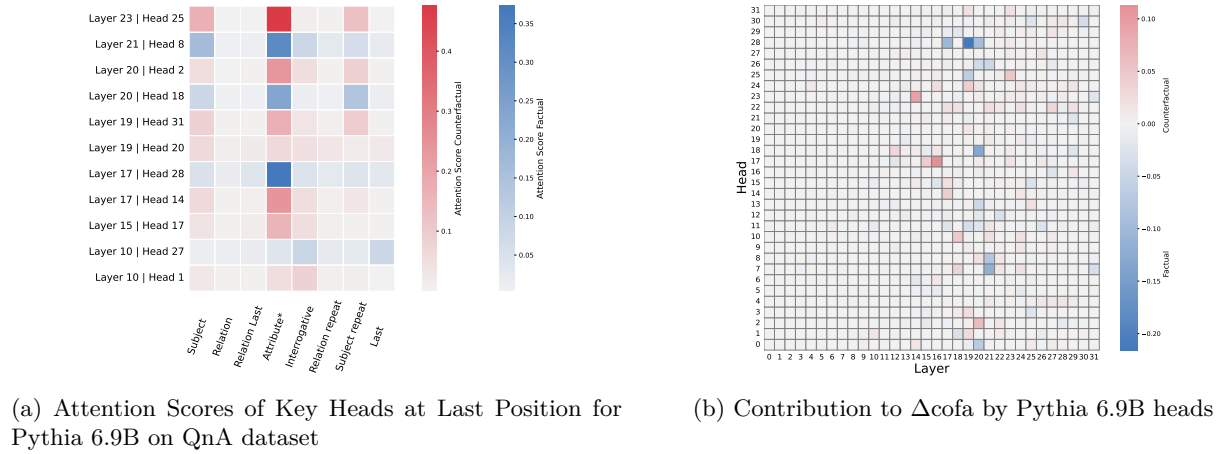 Layer 23 | Head 25
Layer 21 | Head 8
Layer 20 | Head 2
Layer 20 | Head 18
Layer 19 | Head 31
Layer 19 | Head 20
Layer 17 | Head 28
Layer 17 | Head 14
Layer 15 | Head 17
Layer 10 | Head 27
Layer 10 | Head 1
Subject
Relation
Relation Last
Attribute*
Interrogative
Relation repeat
Subject repeat
Last
0.4
0.3
0.2
0.1
Attention Score Counterfactual
0.35
0.30
0.25
0.20
0.15
0.10
0.05
Attention Score Factual
(a) Attention Scores of Key Heads at Last Position for
Pythia 6.9B on QnA dataset
Head
31
30
29
28
27
26
25
24
23
22
21
20
19
18
17
16
15
14
13
12
11
10
9
8
7
6
5
4
3
2
1
0
0 1 2 3 4 5 6 7 8 9 10 11 12 13 14 15 16 17 18 19 20 21 22 23 24 25 26 27 28 29 30 31
Layer
0.10
0.05
0.00
−0.05
−0.10
−0.15
−0.20
Counterfactual
Factual
(b) Contribution to Δcofa by Pythia 6.9B heads